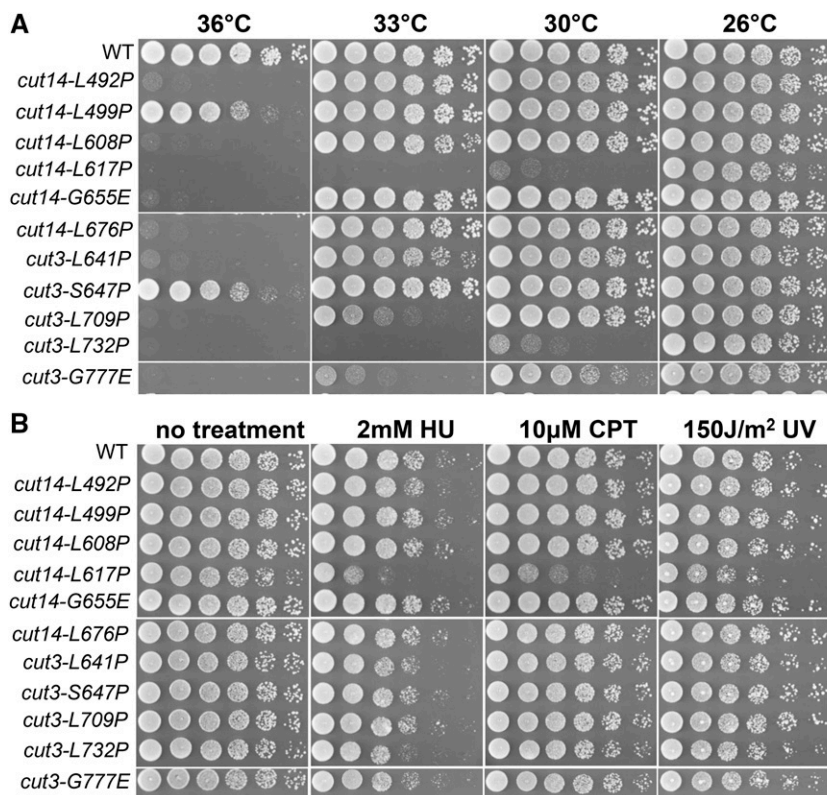 A
36°C 33°C 30°C 26°C
WT
cut14-L492P
cut14-L499P
cut14-L608P
cut14-L617P
cut14-G655E
cut14-L676P
cut3-L641P
cut3-S647P
cut3-L709P
cut3-L732P
cut3-G777E
B
no treatment 2mM HU 10µM CPT 150J/m² UV
WT
cut14-L492P
cut14-L499P
cut14-L608P
cut14-L617P
cut14-G655E
cut14-L676P
cut3-L641P
cut3-S647P
cut3-L709P
cut3-L732P
cut3-G777E